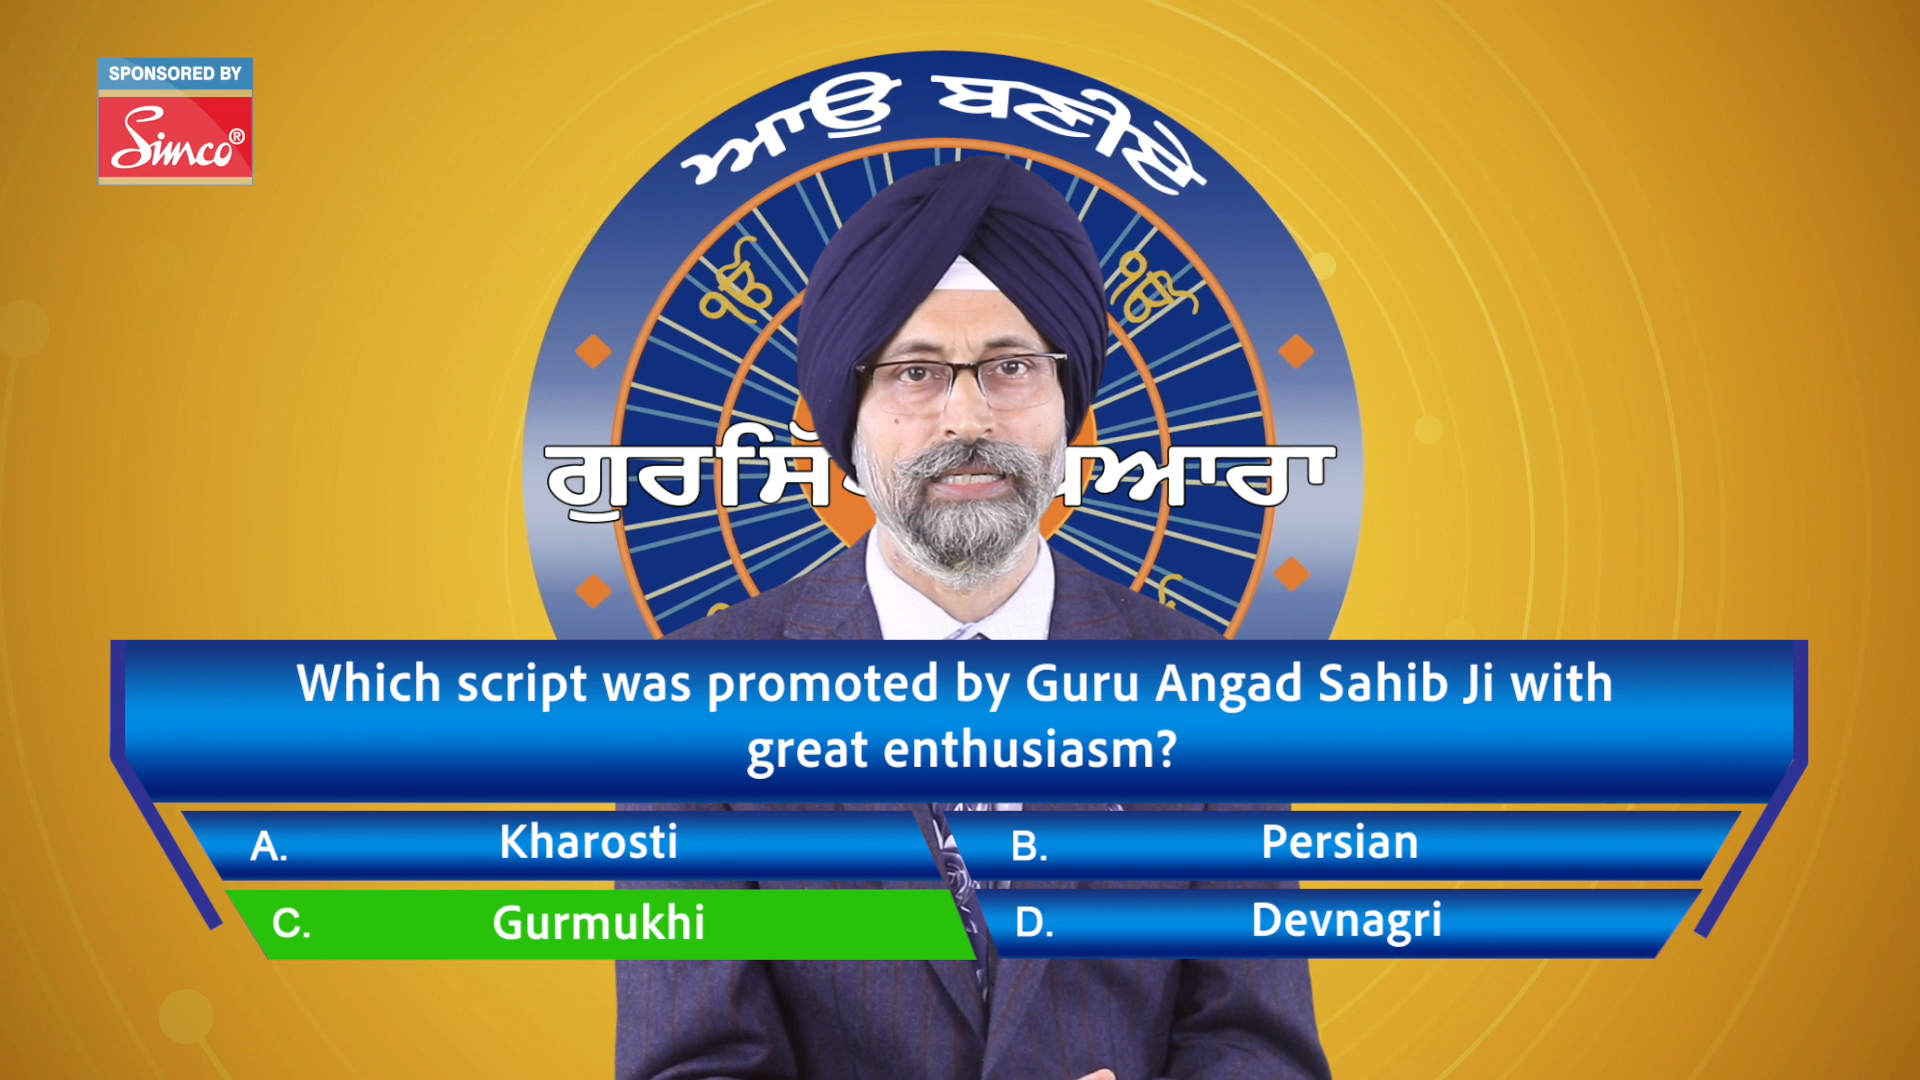 SPONSORED BY
Simco®
ਆਉ ਬਣੀਏ
Which script was promoted by Guru Angad Sahib Ji with
great enthusiasm?
A. Kharosti
B. Persian
C. Gurmukhi
D. Devnagri